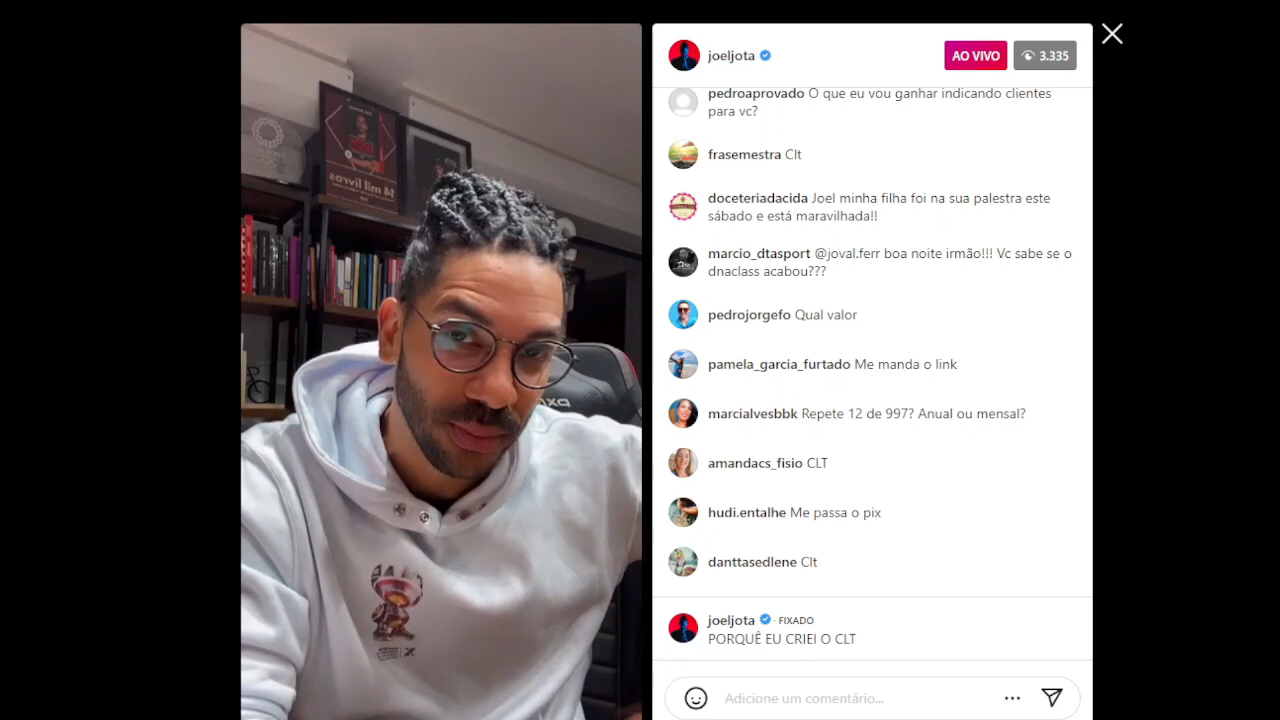 joeljota
AO VIVO
3.335
pedroaprovado O que eu vou ganhar indicando clientes
para vc?
frasemestra Clt
doceteriadacida Joel minha filha foi na sua palestra este
sábado e está maravilhada!!
marcio_dtasport @joval.ferr boa noite irmão!!! Vc sabe se o
dnaclass acabou???
pedrojorgefo Qual valor
pamela_garcia_furtado Me manda o link
marcialvesbbk Repete 12 de 997? Anual ou mensal?
amandacs_fisio CLT
hudi.entalhe Me passa o pix
danttasedlene Clt
joeljota · FIXADO
PORQUÊ EU CRIEI O CLT
Adicione um comentário...
14 mil livros